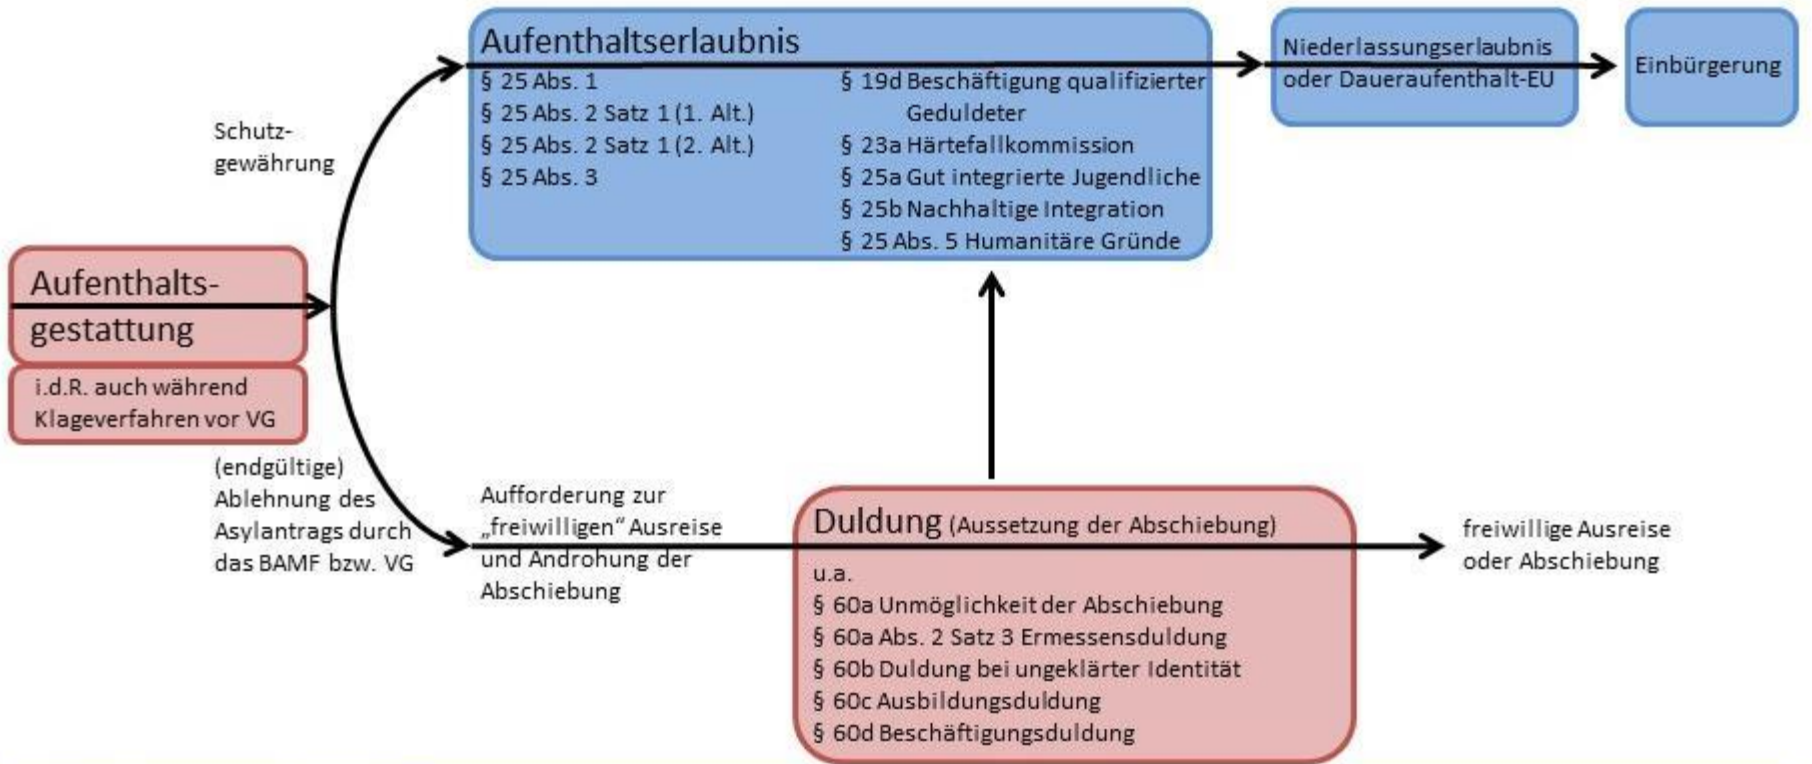 Aufenthaltserlaubnis
§ 25 Abs. 1
§ 25 Abs. 2 Satz 1 (1. Alt.)
§ 25 Abs. 2 Satz 1 (2. Alt.)
§ 25 Abs. 3
§ 19d Beschäftigung qualifizierter
Geduldeter
§ 23a Härtefallkommission
§ 25a Gut integrierte Jugendliche
§ 25b Nachhaltige Integration
§ 25 Abs. 5 Humanitäre Gründe
Niederlassungserlaubnis
oder Daueraufenthalt-EU
Einbürgerung
Schutz-
gewährung
Aufenthalts-
gestattung
i.d.R. auch während
Klageverfahren vor VG
(endgültige)
Ablehnung des
Asylantrags durch
das BAMF bzw. VG
Aufforderung zur
„freiwilligen“ Ausreise
und Androhung der
Abschiebung
Duldung (Aussetzung der Abschiebung)
u.a.
§ 60a Unmöglichkeit der Abschiebung
§ 60a Abs. 2 Satz 3 Ermessensduldung
§ 60b Duldung bei ungeklärter Identität
§ 60c Ausbildungsduldung
§ 60d Beschäftigungsduldung
freiwillige Ausreise
oder Abschiebung